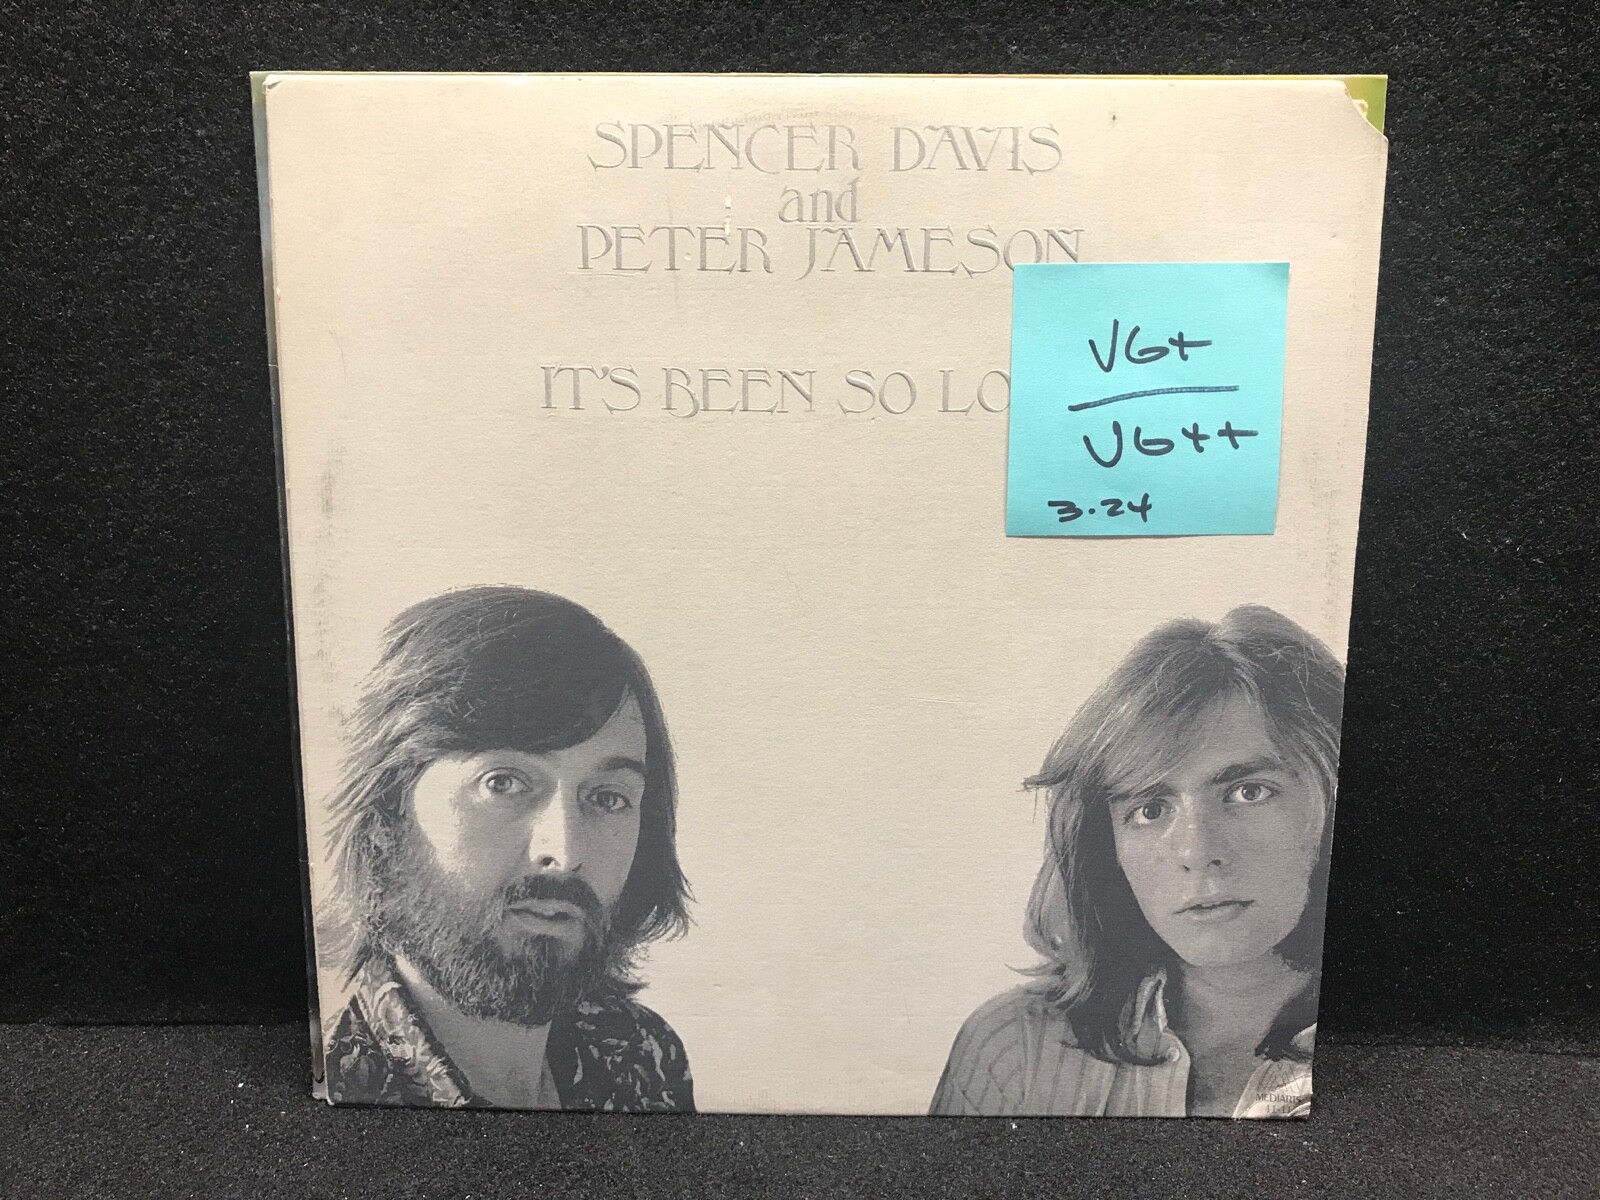 SPENCER DAVIS
and
PETER JAMESON
IT'S BEEN SO LO
VG+
VG++
3.24
MEDIARTS